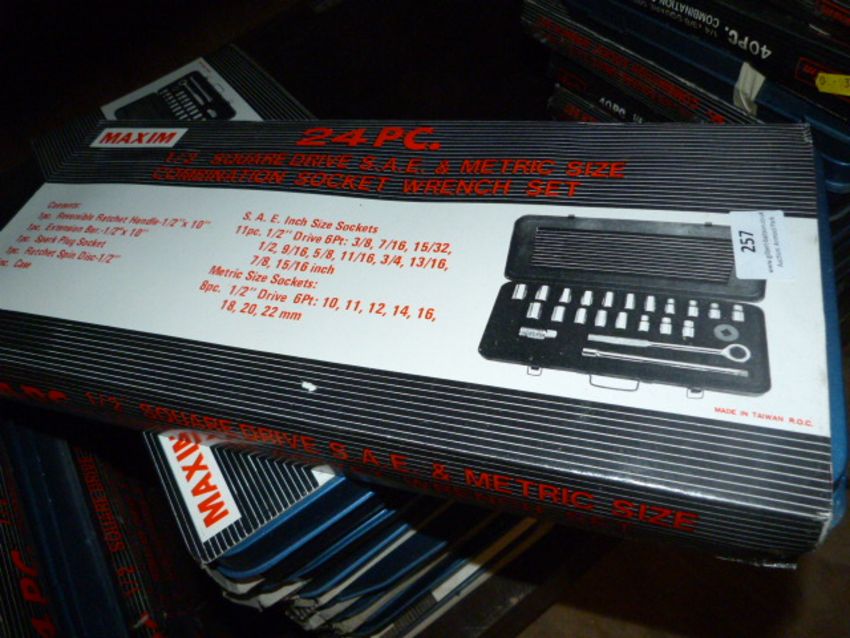 40PC. COMBINATION
MAXIM
24 PC.
1/2" SQUARE DRIVE S.A.E. & METRIC SIZE
COMBINATION SOCKET WRENCH SET
Contents:
1pc. Reversible Ratchet Handle-1/2"x 10"
1pc. Extension Bar.-1/2"x 10"
1pc. Spark Plug Socket
1pc. Ratchet Spin Disc-1/2"
1pc. Case
S. A. E. Inch Size Sockets
11pc. 1/2" Drive 6Pt: 3/8, 7/16, 15/32,
1/2, 9/16, 5/8, 11/16, 3/4, 13/16,
7/8, 15/16 inch
Metric Size Sockets:
8pc. 1/2" Drive 6Pt: 10, 11, 12, 14, 16,
18, 20, 22 mm
257
MADE IN TAIWAN R.O.C.
1/2" SQUARE DRIVE S.A.E. & METRIC SIZE
WRENCH SET
MAXIM